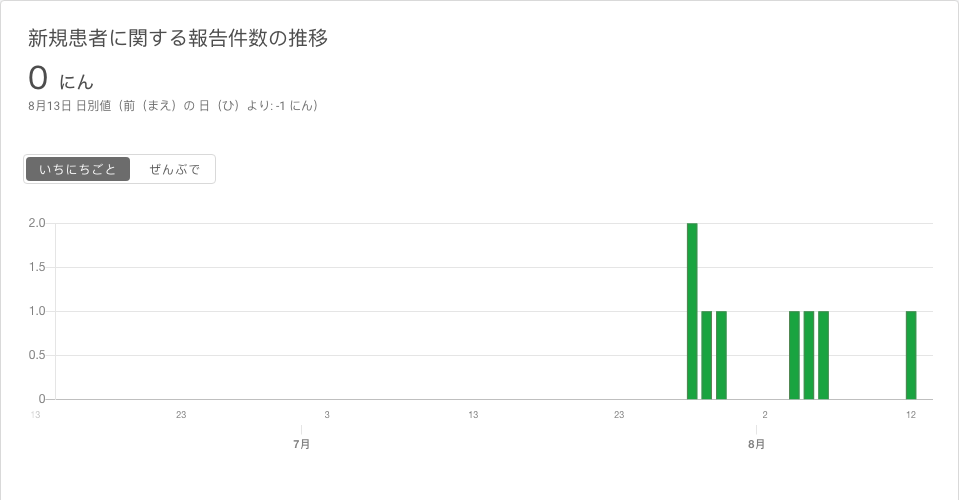 新規患者に関する報告件数の推移
0 にん
8月13日 日別値（前（まえ）の 日（ひ）より: -1 にん）
いちにちごと ぜんぶで
2.0
1.5
1.0
0.5
0
13 23 3 13 23 2 12
7月 8月